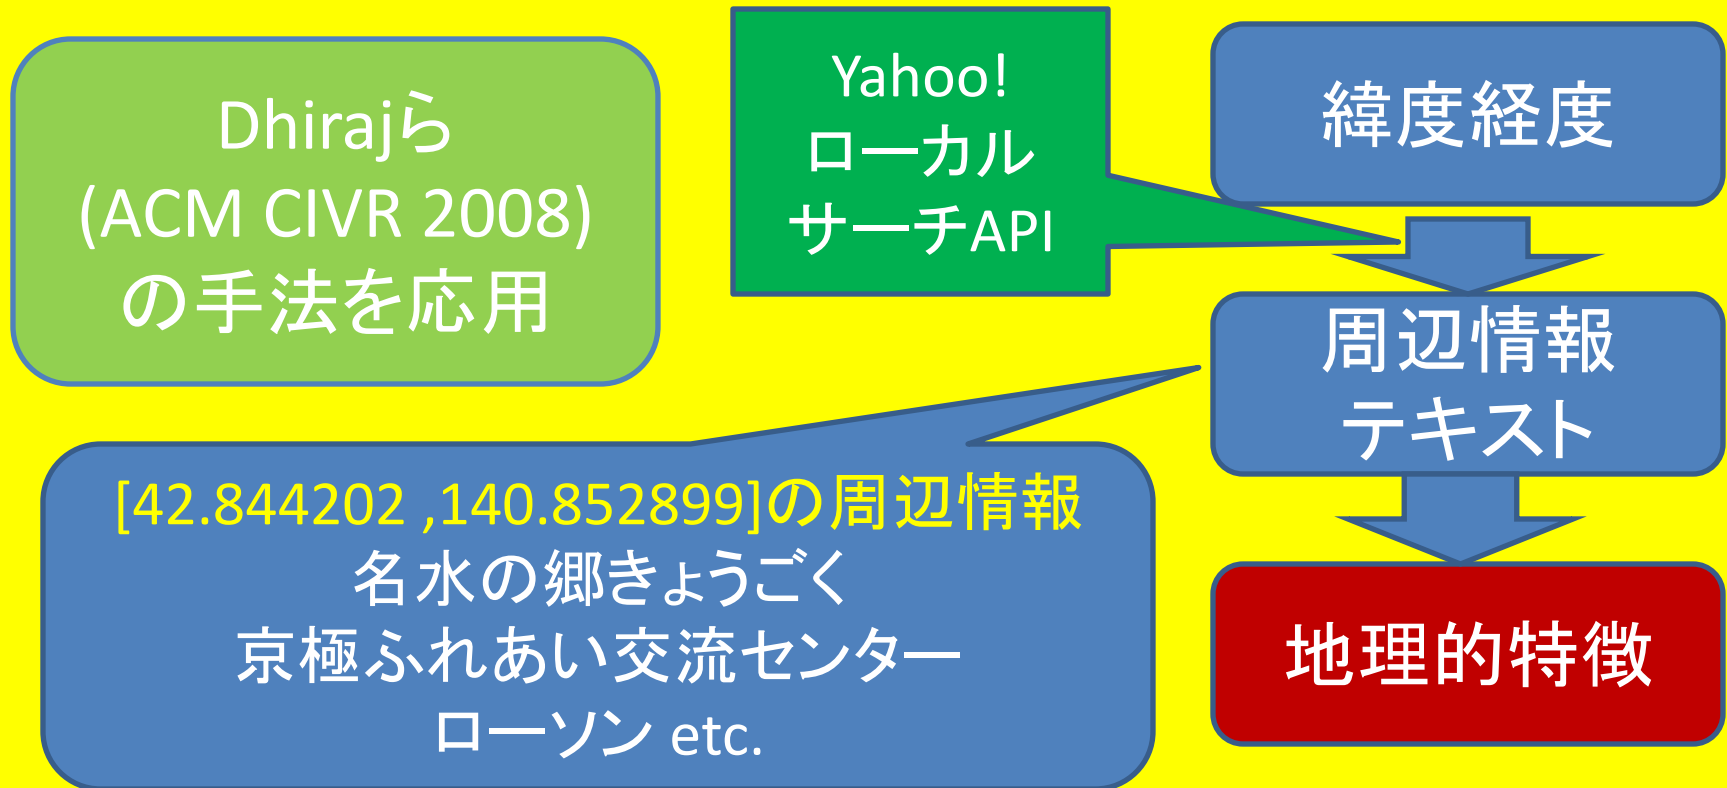 Dhirajら
(ACM CIVR 2008)
の手法を応用
Yahoo!
ローカル
サーチAPI
緯度経度
周辺情報
テキスト
[42.844202 ,140.852899]の周辺情報
名水の郷きょうごく
京極ふれあい交流センター
ローソン etc.
地理的特徴